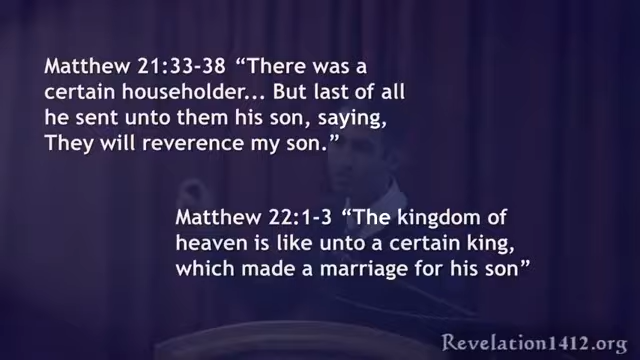 Matthew 21:33-38 “There was a
certain householder... But last of all
he sent unto them his son, saying,
They will reverence my son.”
Matthew 22:1-3 “The kingdom of
heaven is like unto a certain king,
which made a marriage for his son”
Revelation1412.org